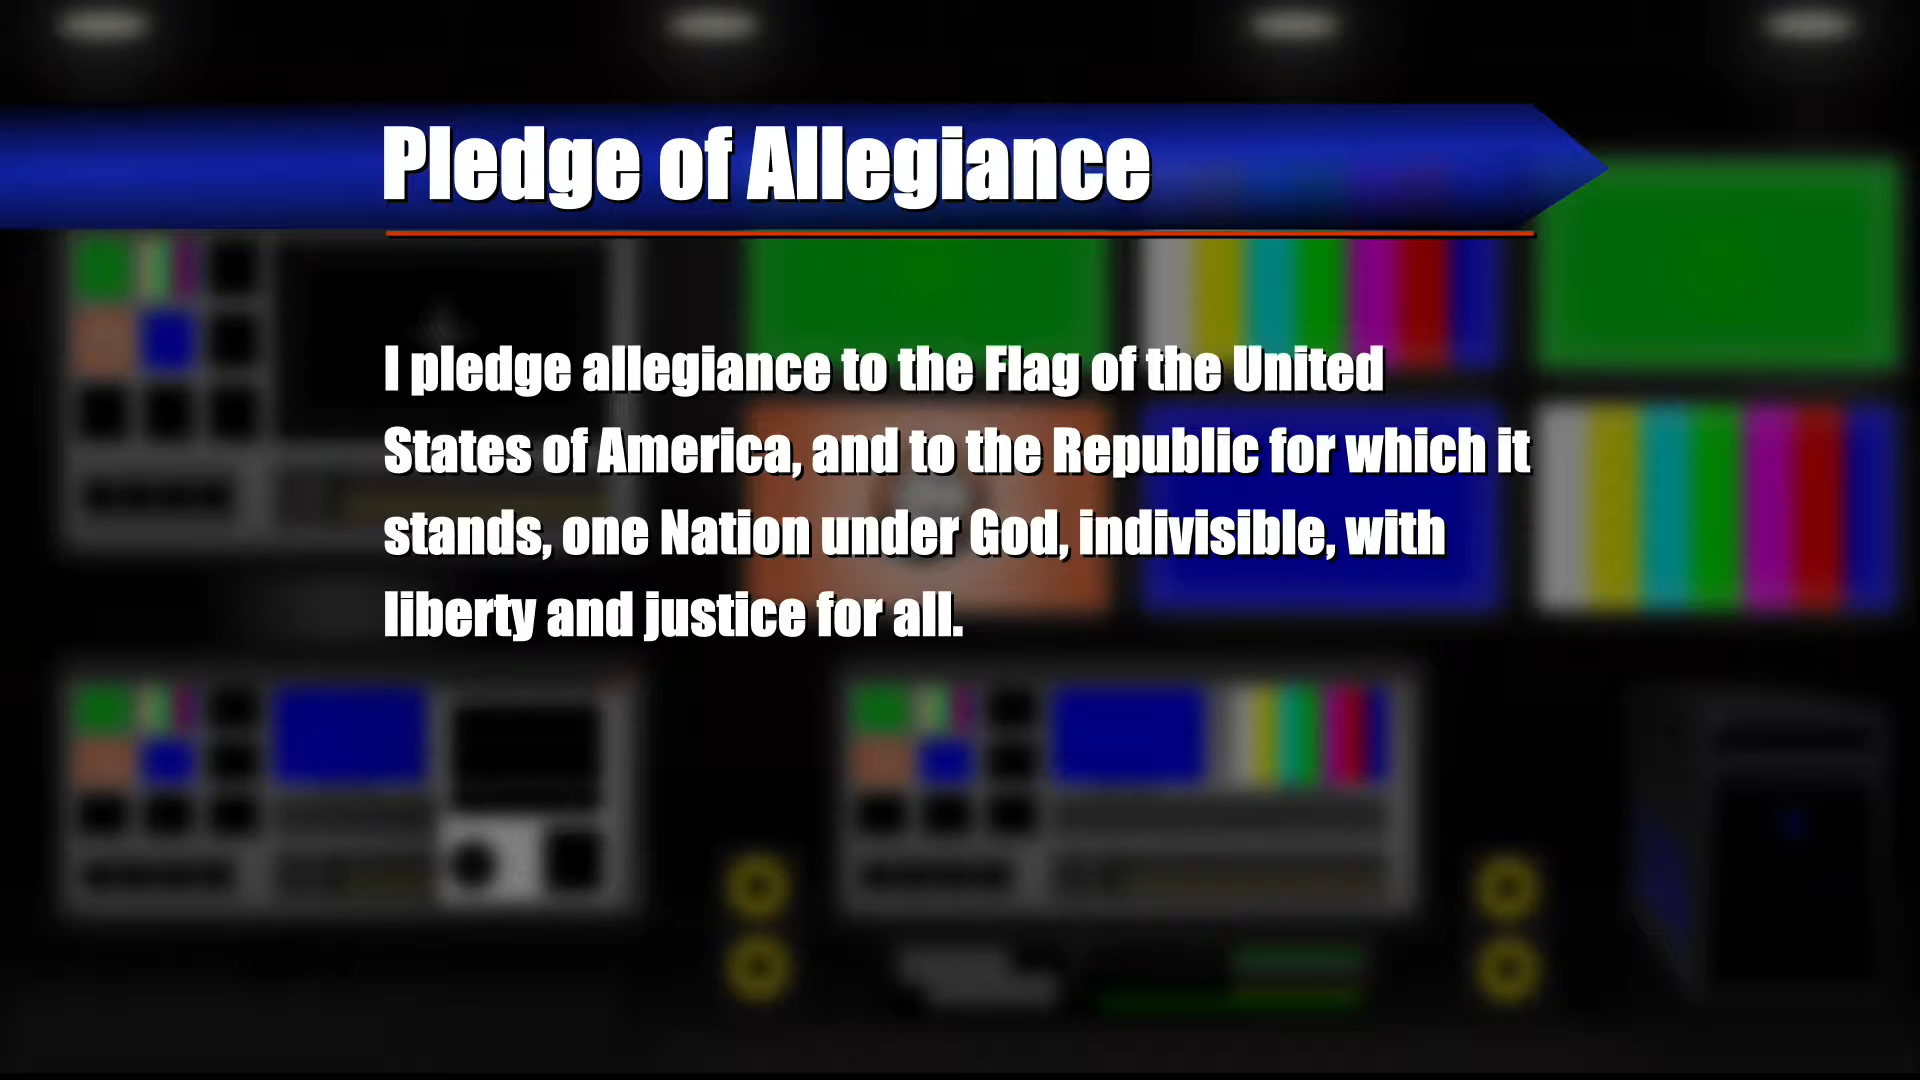 Pledge of Allegiance
I pledge allegiance to the Flag of the United
States of America, and to the Republic for which it
stands, one Nation under God, indivisible, with
liberty and justice for all.